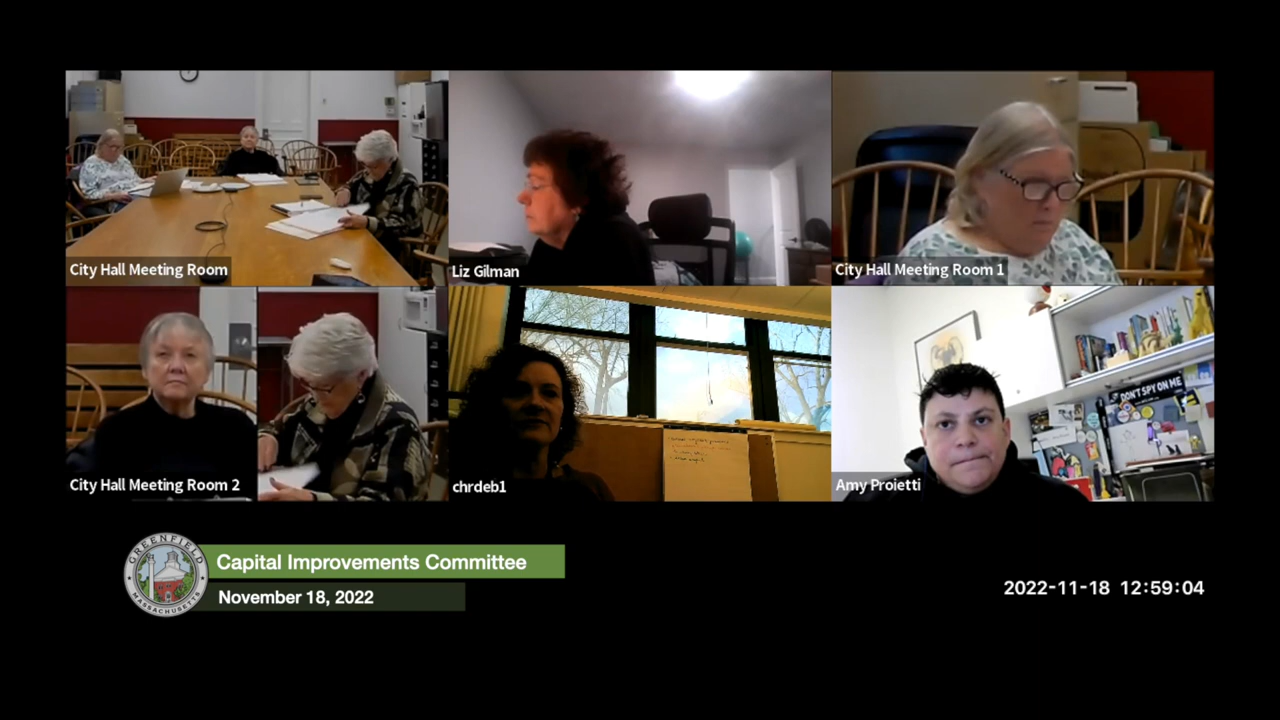 City Hall Meeting Room
Liz Gilman
City Hall Meeting Room 1
DON'T SPY ON ME
City Hall Meeting Room 2
chrdeb1
Amy Proietti
GREENFIELD
MASSACHUSETTS
Capital Improvements Committee
November 18, 2022
2022-11-18 12:59:04